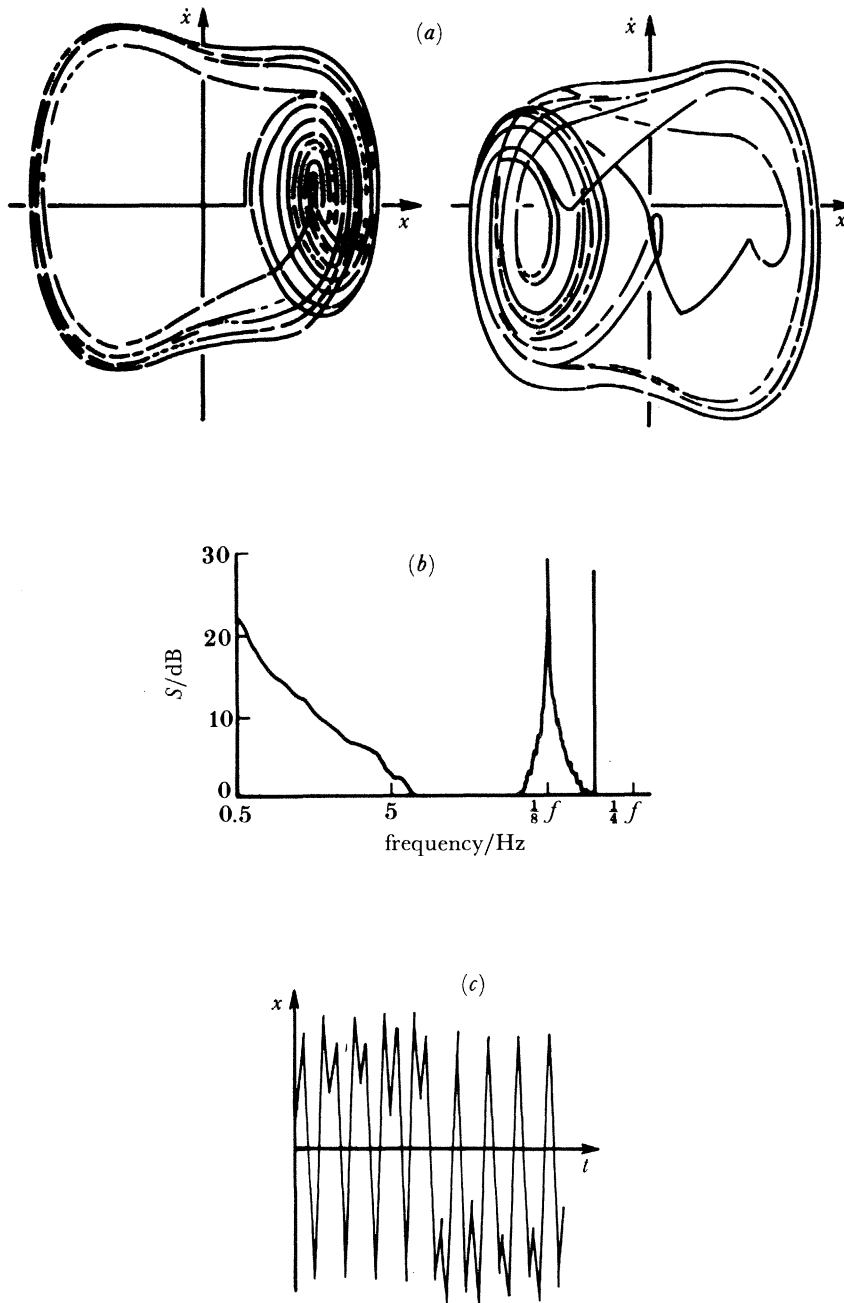 ẋ
(a)
ẋ
x
x
(b)
30
20
10
0
S/dB
0.5
5
⅛ f
¼ f
frequency/Hz
(c)
x
t